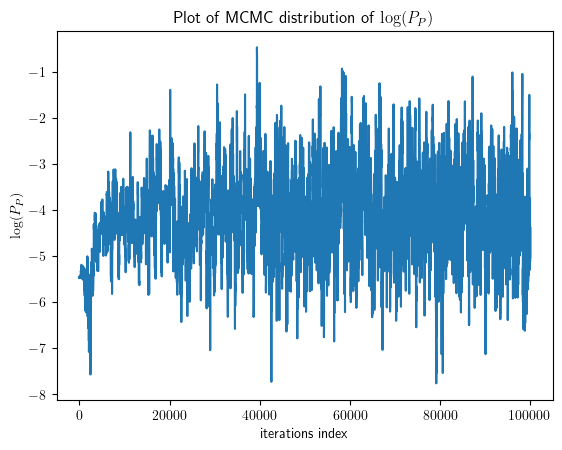 Plot of MCMC distribution of log(P_P)
−1
−2
−3
−4
−5
−6
−7
−8
log(P_P)
0 20000 40000 60000 80000 100000
iterations index